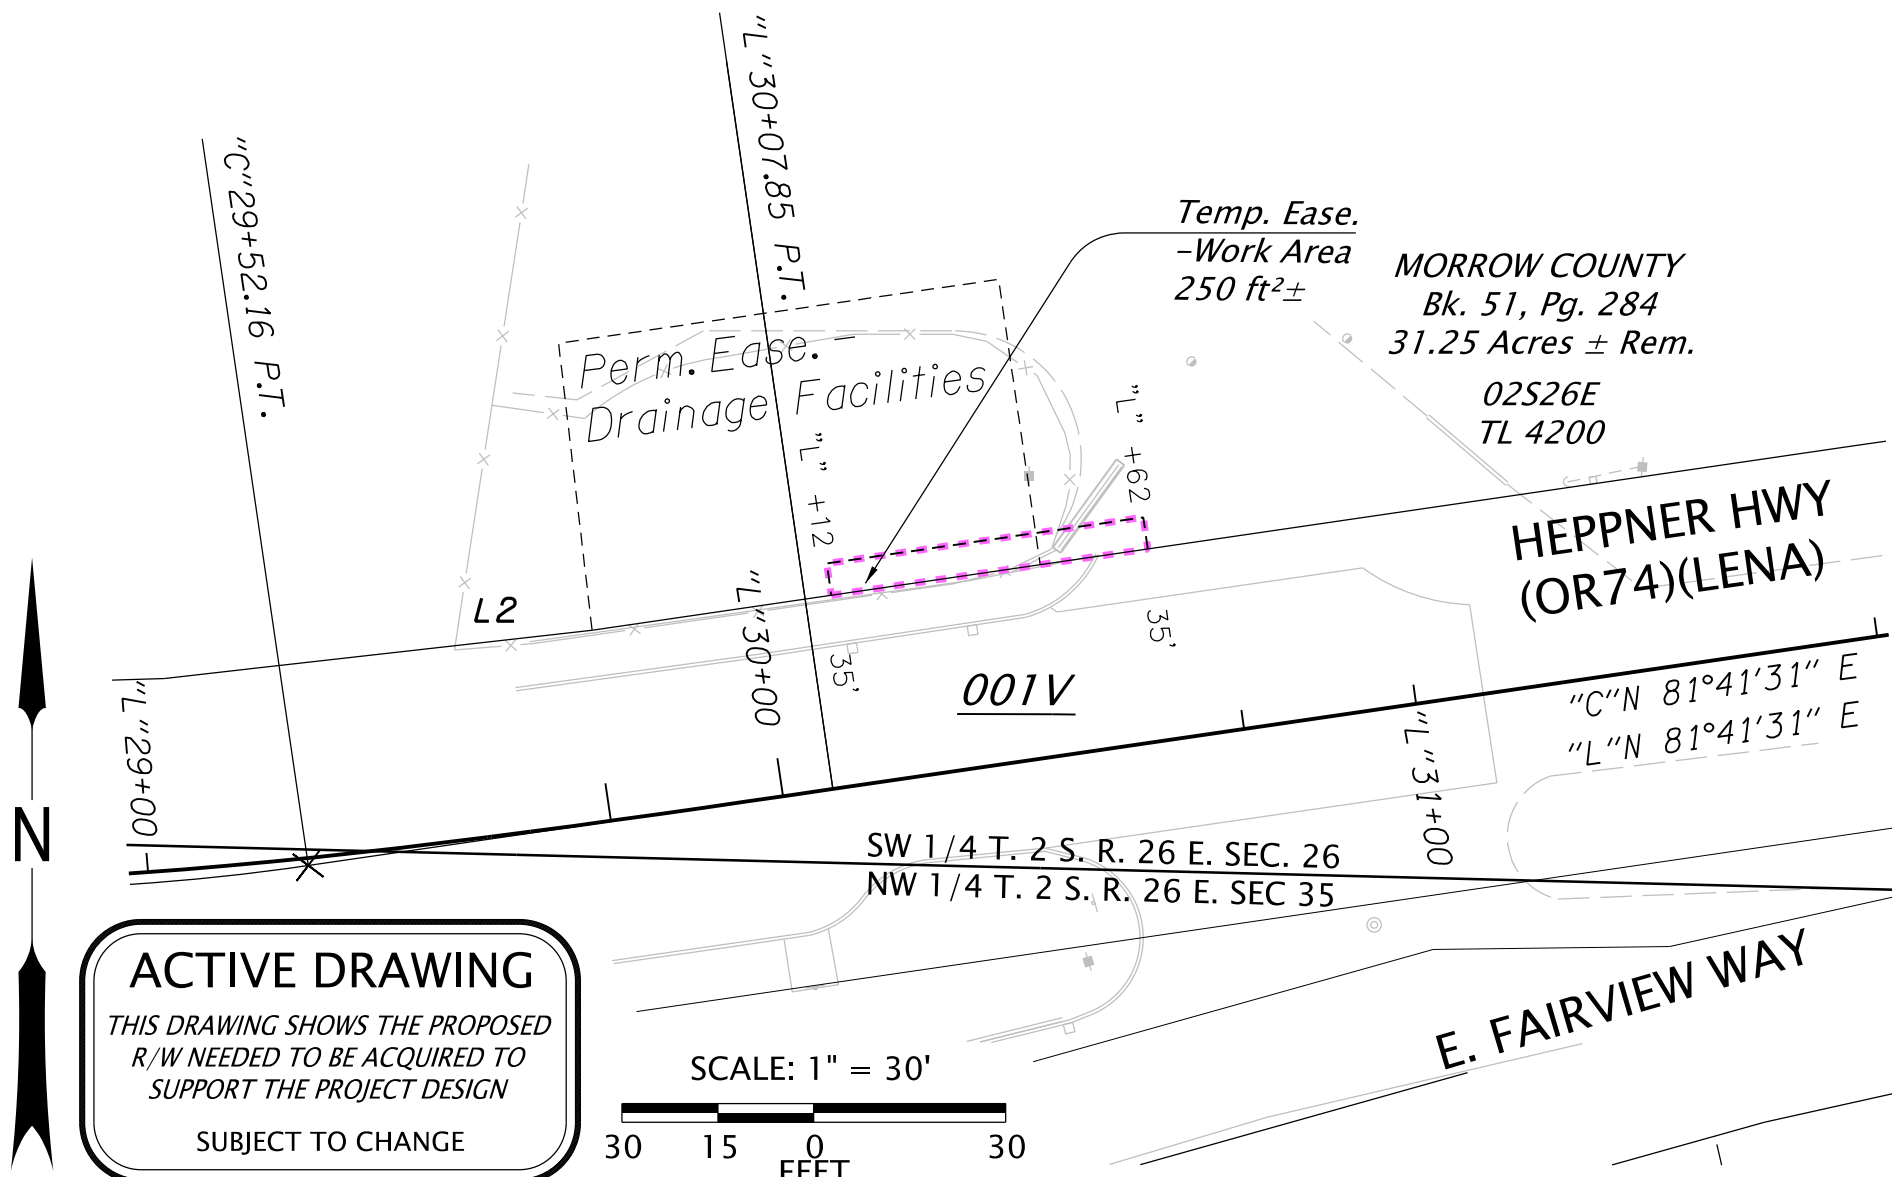 "C"29+52.16 P.T.
"L"30+07.85 P.T.
Temp. Ease.
-Work Area
250 ft²±
MORROW COUNTY
Bk. 51, Pg. 284
31.25 Acres ± Rem.
02S26E
TL 4200
Perm. Ease. -
Drainage Facilities
"L" +12
"L" +62
HEPPNER HWY
(OR74)(LENA)
L2
"L"29+00
"L"30+00
35'
35'
001V
"L"31+00
"C"N 81°41'31" E
"L"N 81°41'31" E
SW 1/4 T. 2 S. R. 26 E. SEC. 26
NW 1/4 T. 2 S. R. 26 E. SEC 35
N
E. FAIRVIEW WAY
ACTIVE DRAWING
THIS DRAWING SHOWS THE PROPOSED
R/W NEEDED TO BE ACQUIRED TO
SUPPORT THE PROJECT DESIGN
SUBJECT TO CHANGE
SCALE: 1" = 30'
30 15 0 30
FEET